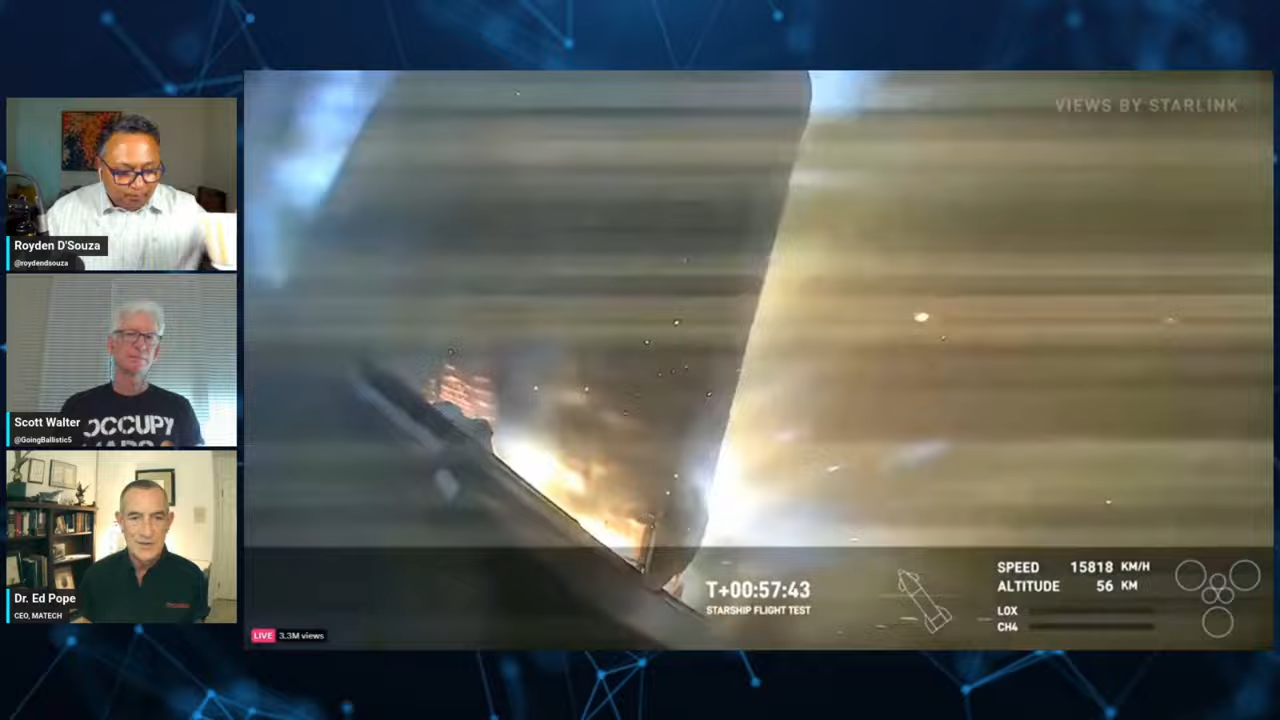 Royden D'Souza
@roydendsouza
Scott Walter
@GoingBallistic5
OCCUPY
Dr. Ed Pope
CEO, MATECH
VIEWS BY STARLINK
T+00:57:43
STARSHIP FLIGHT TEST
SPEED 15818 KM/H
ALTITUDE 56 KM
LOX
CH4
LIVE 3.3M views